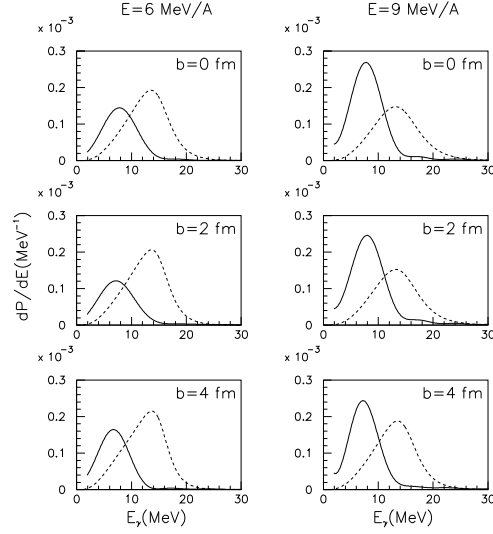 E=6 MeV/A E=9 MeV/A
x 10⁻³ x 10⁻³
0.3 b=0 fm 0.3 b=0 fm
0.2 0.2
0.1 0.1
0 0
0 10 20 30 0 10 20 30
x 10⁻³ x 10⁻³
0.3 b=2 fm 0.3 b=2 fm
0.2 0.2
0.1 0.1
0 0
0 10 20 30 0 10 20 30
x 10⁻³ x 10⁻³
0.3 b=4 fm 0.3 b=4 fm
0.2 0.2
0.1 0.1
0 0
0 10 20 30 0 10 20 30
dP/dE(MeV⁻¹)
Eᵧ(MeV) Eᵧ(MeV)